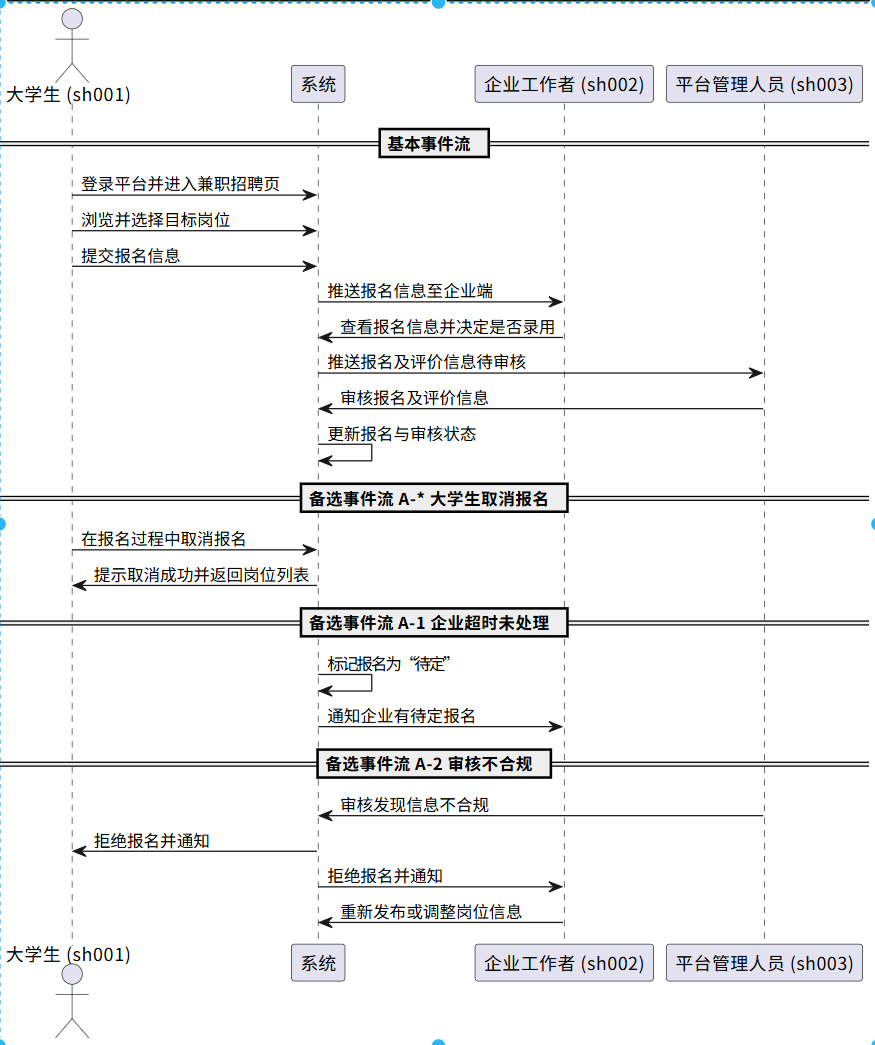 大学生 (sh001)
系统
企业工作者 (sh002)
平台管理人员 (sh003)
基本事件流
登录平台并进入兼职招聘页
浏览并选择目标岗位
提交报名信息
推送报名信息至企业端
查看报名信息并决定是否录用
推送报名及评价信息待审核
审核报名及评价信息
更新报名与审核状态
备选事件流 A-* 大学生取消报名
在报名过程中取消报名
提示取消成功并返回岗位列表
备选事件流 A-1 企业超时未处理
标记报名为“待定”
通知企业有待定报名
备选事件流 A-2 审核不合规
审核发现信息不合规
拒绝报名并通知
拒绝报名并通知
重新发布或调整岗位信息
大学生 (sh001)
系统
企业工作者 (sh002)
平台管理人员 (sh003)